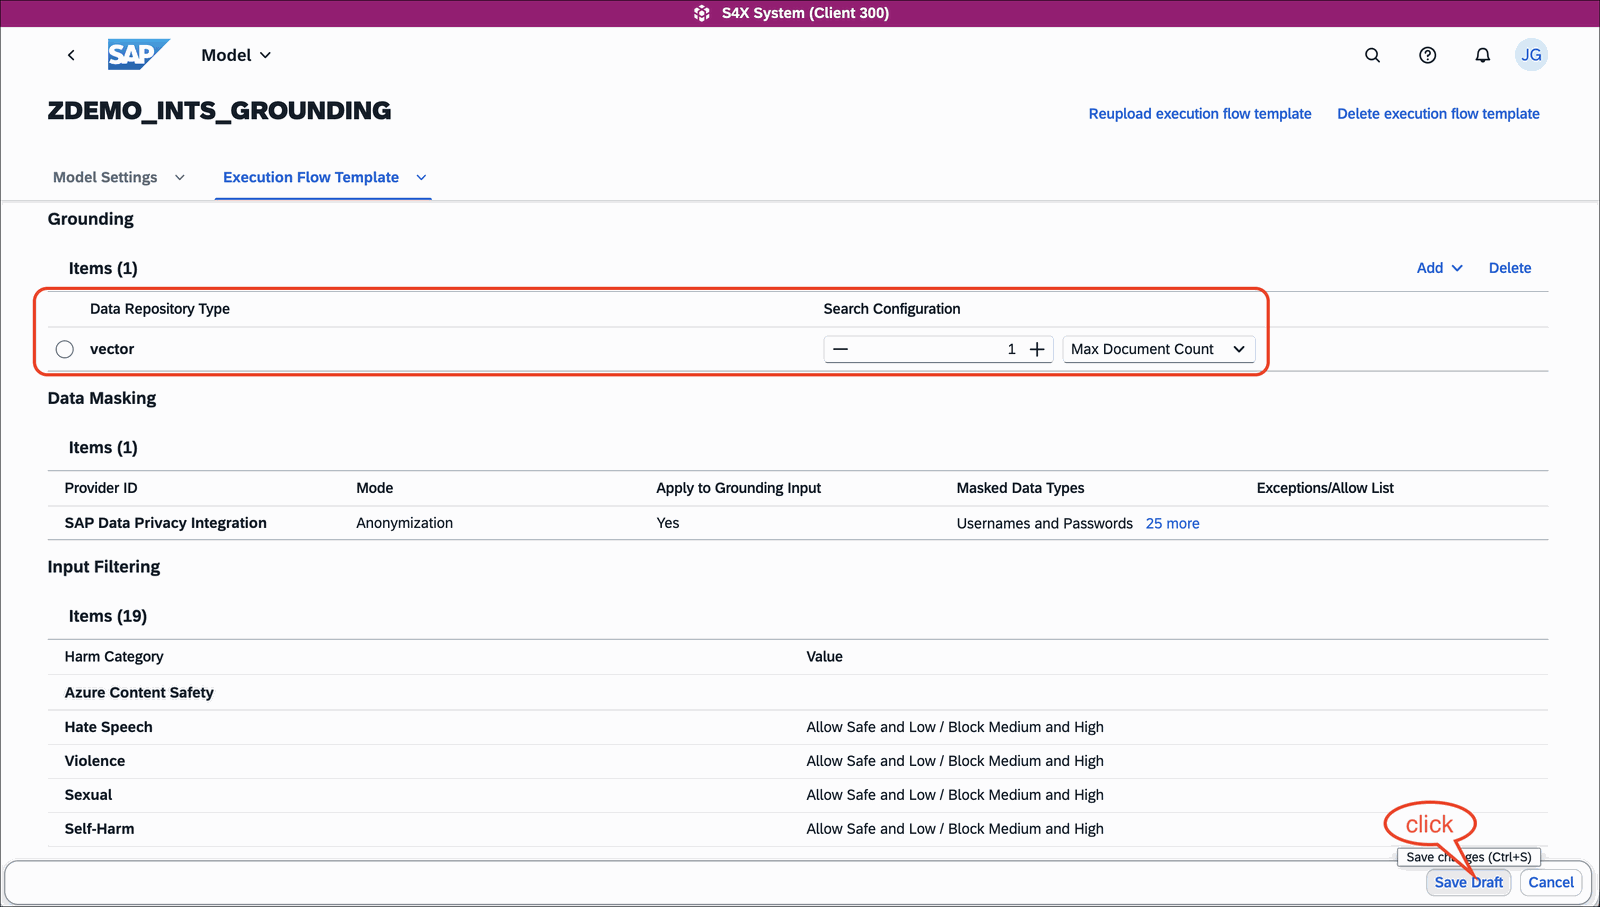 S4X System (Client 300)
SAP Model JG
ZDEMO_INTS_GROUNDING
Reupload execution flow template Delete execution flow template
Model Settings Execution Flow Template
Grounding
Items (1) Add Delete
Data Repository Type Search Configuration
vector 1 Max Document Count
Data Masking
Items (1)
Provider ID Mode Apply to Grounding Input Masked Data Types Exceptions/Allow List
SAP Data Privacy Integration Anonymization Yes Usernames and Passwords 25 more
Input Filtering
Items (19)
Harm Category Value
Azure Content Safety
Hate Speech Allow Safe and Low / Block Medium and High
Violence Allow Safe and Low / Block Medium and High
Sexual Allow Safe and Low / Block Medium and High
Self-Harm Allow Safe and Low / Block Medium and High
click
Save changes (Ctrl+S)
Save Draft Cancel